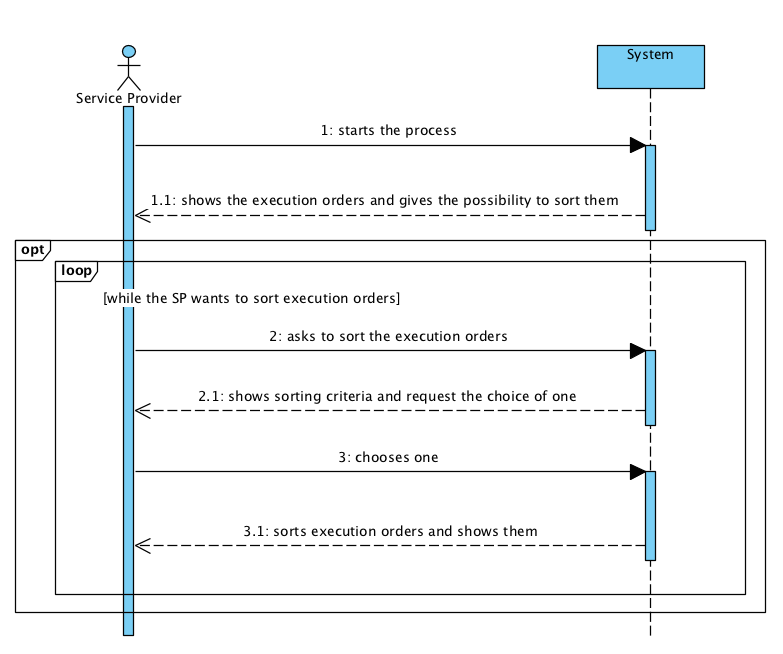 System
Service Provider
1: starts the process
1.1: shows the execution orders and gives the possibility to sort them
opt
loop
[while the SP wants to sort execution orders]
2: asks to sort the execution orders
2.1: shows sorting criteria and request the choice of one
3: chooses one
3.1: sorts execution orders and shows them